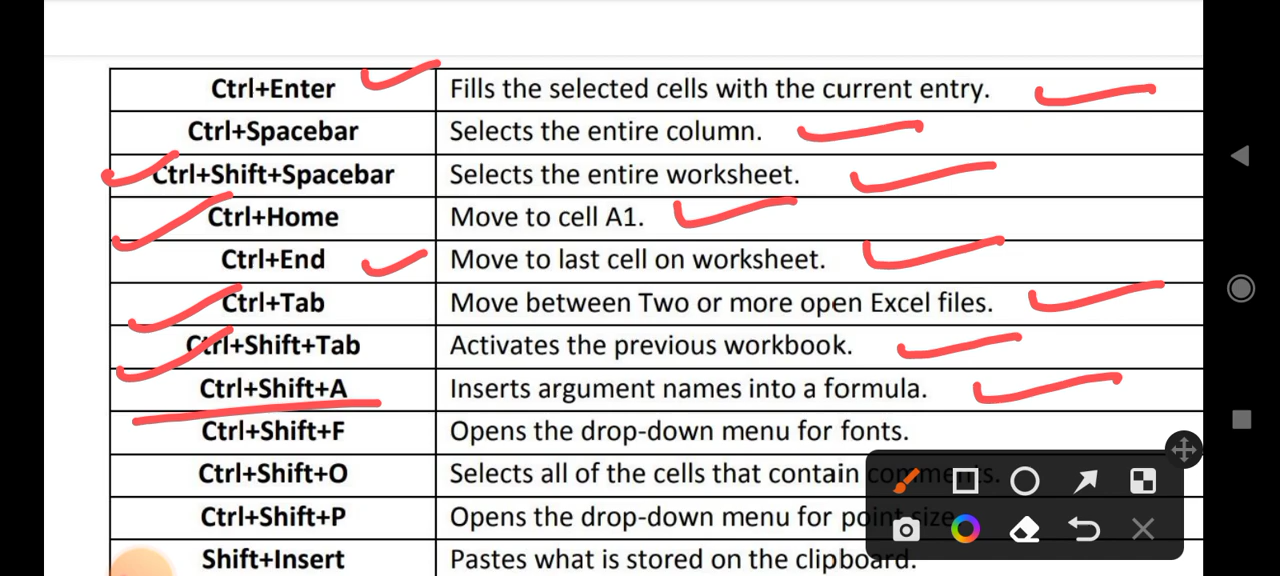 Ctrl+Enter Fills the selected cells with the current entry.
Ctrl+Spacebar Selects the entire column.
Ctrl+Shift+Spacebar Selects the entire worksheet.
Ctrl+Home Move to cell A1.
Ctrl+End Move to last cell on worksheet.
Ctrl+Tab Move between Two or more open Excel files.
Ctrl+Shift+Tab Activates the previous workbook.
Ctrl+Shift+A Inserts argument names into a formula.
Ctrl+Shift+F Opens the drop-down menu for fonts.
Ctrl+Shift+O Selects all of the cells that contain comments.
Ctrl+Shift+P Opens the drop-down menu for point size
Shift+Insert Pastes what is stored on the clipboard.